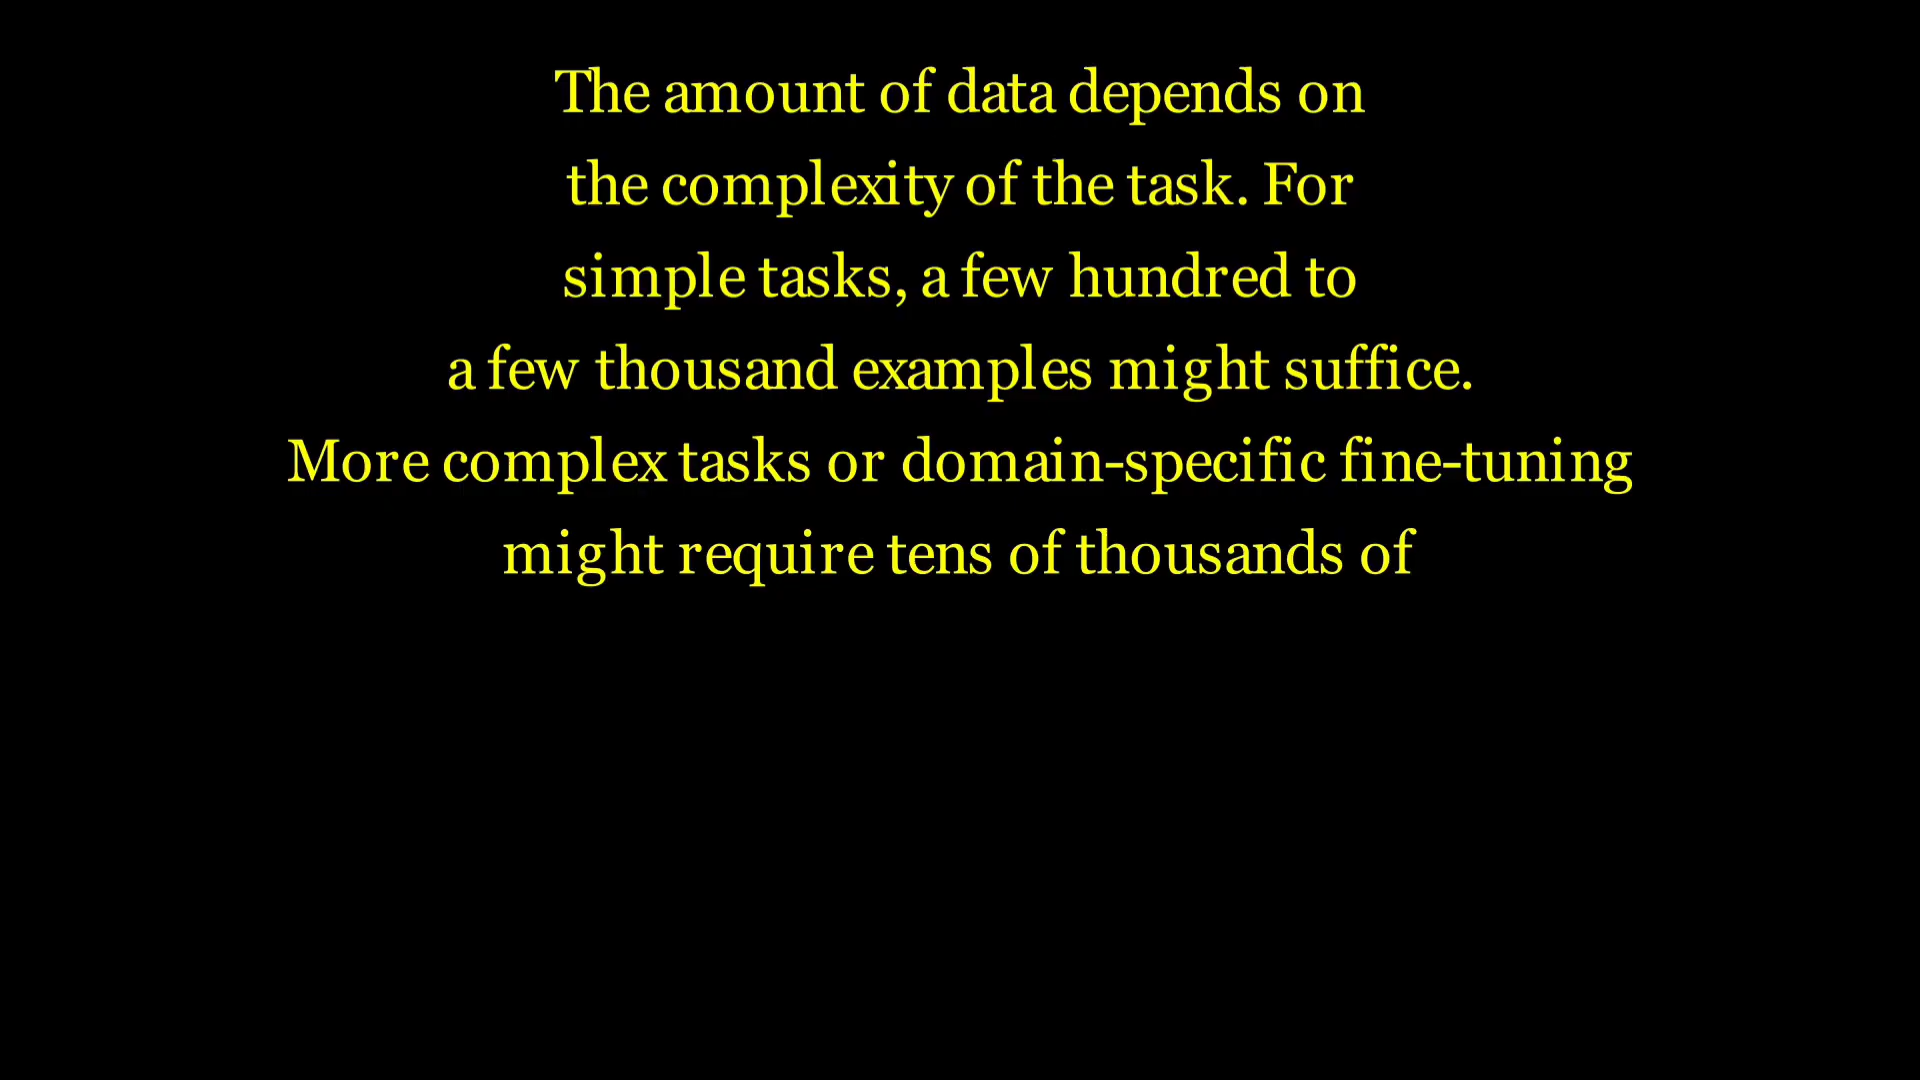 The amount of data depends on
the complexity of the task. For
simple tasks, a few hundred to
a few thousand examples might suffice.
More complex tasks or domain-specific fine-tuning
might require tens of thousands of